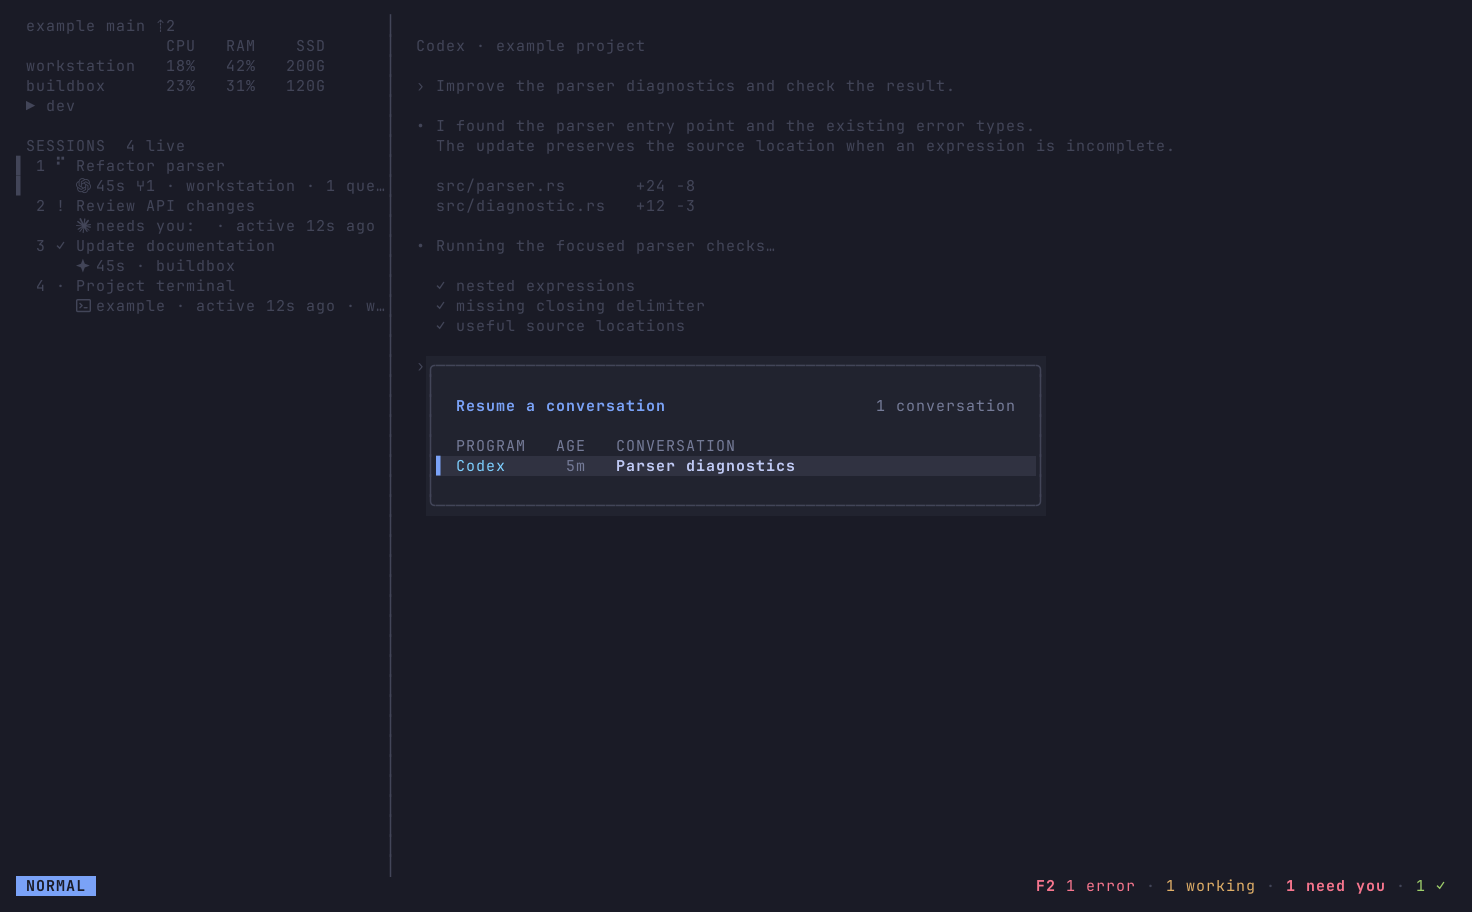 example main ↑2
CPU RAM SSD
workstation 18% 42% 200G
buildbox 23% 31% 120G
▶ dev
SESSIONS 4 live
1 ⠋ Refactor parser
45s Ⴤ1 · workstation · 1 que…
2 ! Review API changes
needs you: · active 12s ago
3 ✓ Update documentation
45s · buildbox
4 · Project terminal
example · active 12s ago · w…
Codex · example project
› Improve the parser diagnostics and check the result.
• I found the parser entry point and the existing error types.
The update preserves the source location when an expression is incomplete.
src/parser.rs +24 -8
src/diagnostic.rs +12 -3
• Running the focused parser checks…
✓ nested expressions
✓ missing closing delimiter
✓ useful source locations
›
Resume a conversation 1 conversation
PROGRAM AGE CONVERSATION
Codex 5m Parser diagnostics
NORMAL
F2 1 error · 1 working · 1 need you · 1 ✓